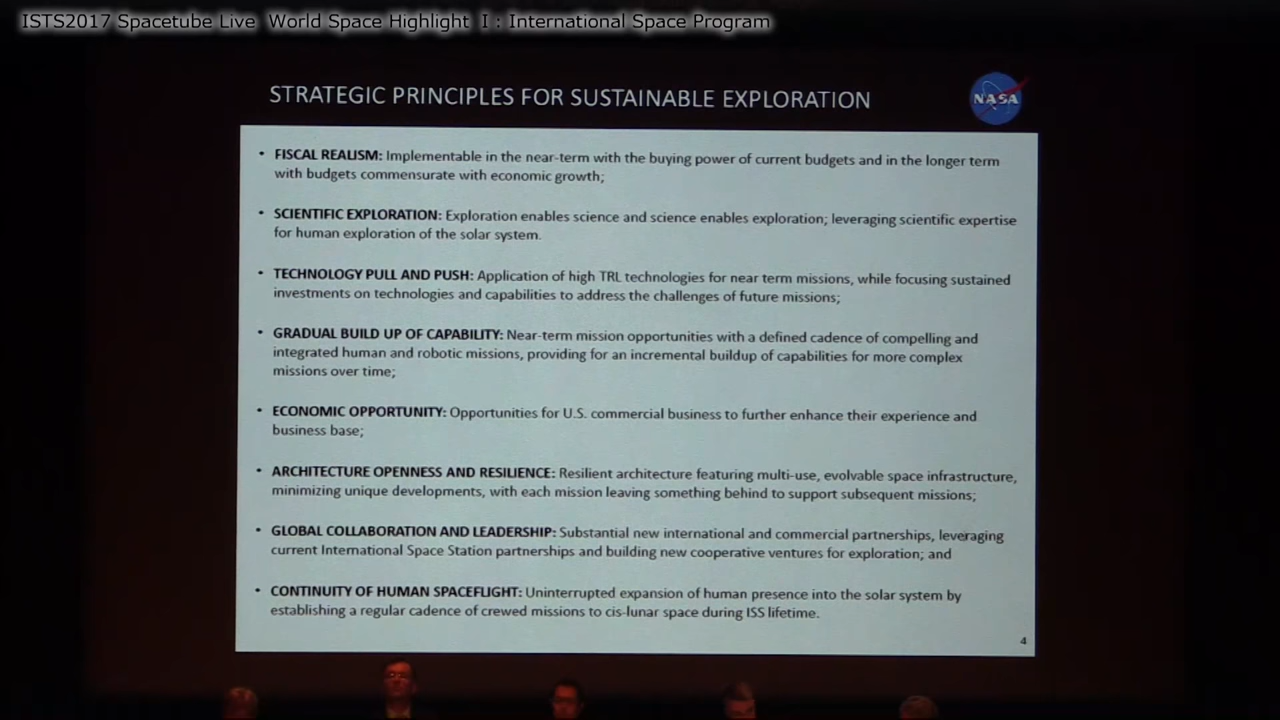 ISTS2017 Spacetube Live World Space Highlight I : International Space Program
STRATEGIC PRINCIPLES FOR SUSTAINABLE EXPLORATION
NASA
• FISCAL REALISM: Implementable in the near-term with the buying power of current budgets and in the longer term
with budgets commensurate with economic growth;
• SCIENTIFIC EXPLORATION: Exploration enables science and science enables exploration; leveraging scientific expertise
for human exploration of the solar system.
• TECHNOLOGY PULL AND PUSH: Application of high TRL technologies for near term missions, while focusing sustained
investments on technologies and capabilities to address the challenges of future missions;
• GRADUAL BUILD UP OF CAPABILITY: Near-term mission opportunities with a defined cadence of compelling and
integrated human and robotic missions, providing for an incremental buildup of capabilities for more complex
missions over time;
• ECONOMIC OPPORTUNITY: Opportunities for U.S. commercial business to further enhance their experience and
business base;
• ARCHITECTURE OPENNESS AND RESILIENCE: Resilient architecture featuring multi-use, evolvable space infrastructure,
minimizing unique developments, with each mission leaving something behind to support subsequent missions;
• GLOBAL COLLABORATION AND LEADERSHIP: Substantial new international and commercial partnerships, leveraging
current International Space Station partnerships and building new cooperative ventures for exploration; and
• CONTINUITY OF HUMAN SPACEFLIGHT: Uninterrupted expansion of human presence into the solar system by
establishing a regular cadence of crewed missions to cis-lunar space during ISS lifetime.
4